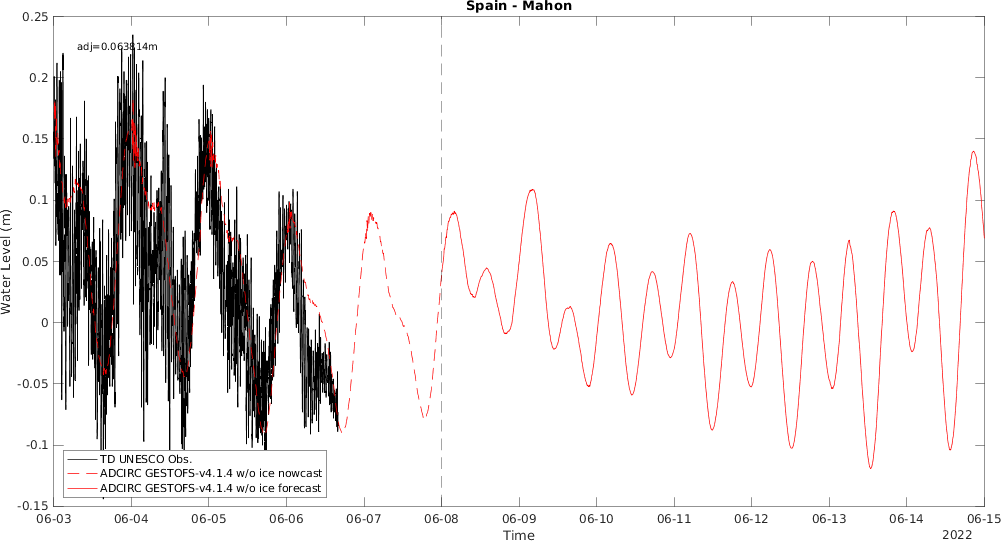 Spain - Mahon
0.25
adj=0.063814m
0.2
0.15
0.1
0.05
0
-0.05
-0.1
-0.15
Water Level (m)
TD UNESCO Obs.
ADCIRC GESTOFS-v4.1.4 w/o ice nowcast
ADCIRC GESTOFS-v4.1.4 w/o ice forecast
06-03 06-04 06-05 06-06 06-07 06-08 06-09 06-10 06-11 06-12 06-13 06-14 06-15
Time
2022